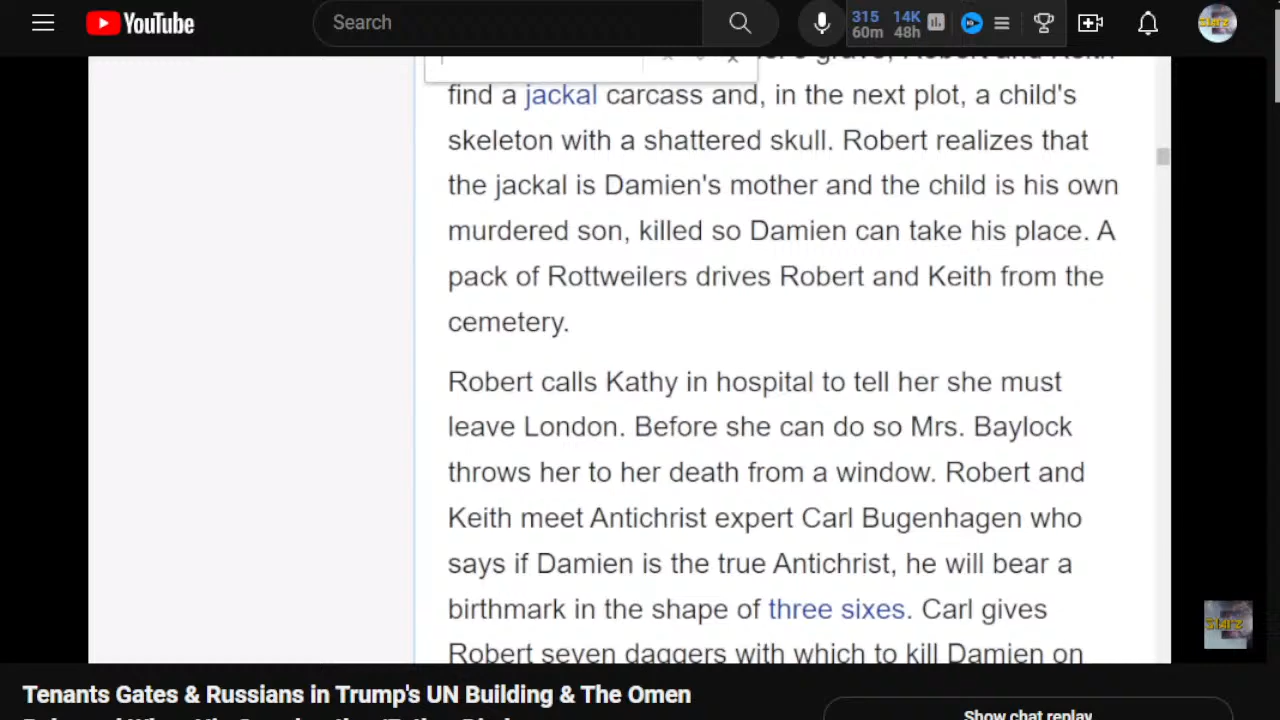 YouTube
Search
315 14K
60m 48h
find a jackal carcass and, in the next plot, a child's
skeleton with a shattered skull. Robert realizes that
the jackal is Damien's mother and the child is his own
murdered son, killed so Damien can take his place. A
pack of Rottweilers drives Robert and Keith from the
cemetery.
Robert calls Kathy in hospital to tell her she must
leave London. Before she can do so Mrs. Baylock
throws her to her death from a window. Robert and
Keith meet Antichrist expert Carl Bugenhagen who
says if Damien is the true Antichrist, he will bear a
birthmark in the shape of three sixes. Carl gives
Robert seven daggers with which to kill Damien on
Tenants Gates & Russians in Trump's UN Building & The Omen
Show chat replay